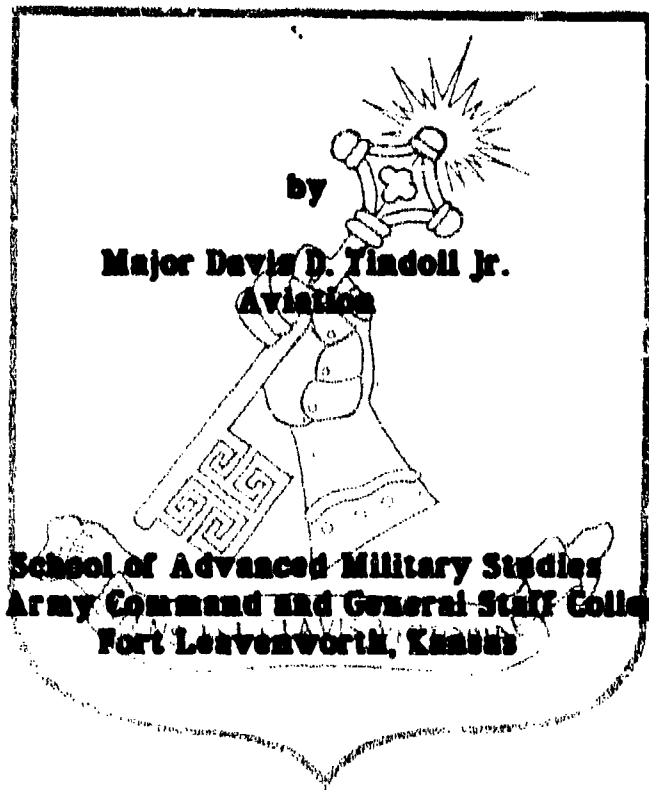 by
Major Davis D. Tindoll Jr.
Aviation
School of Advanced Military Studies
Army Command and General Staff Colle
Fort Leavenworth, Kansas